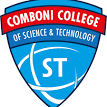 COMBONI COLLEGE
OF SCIENCE & TECHNOLOGY
ST